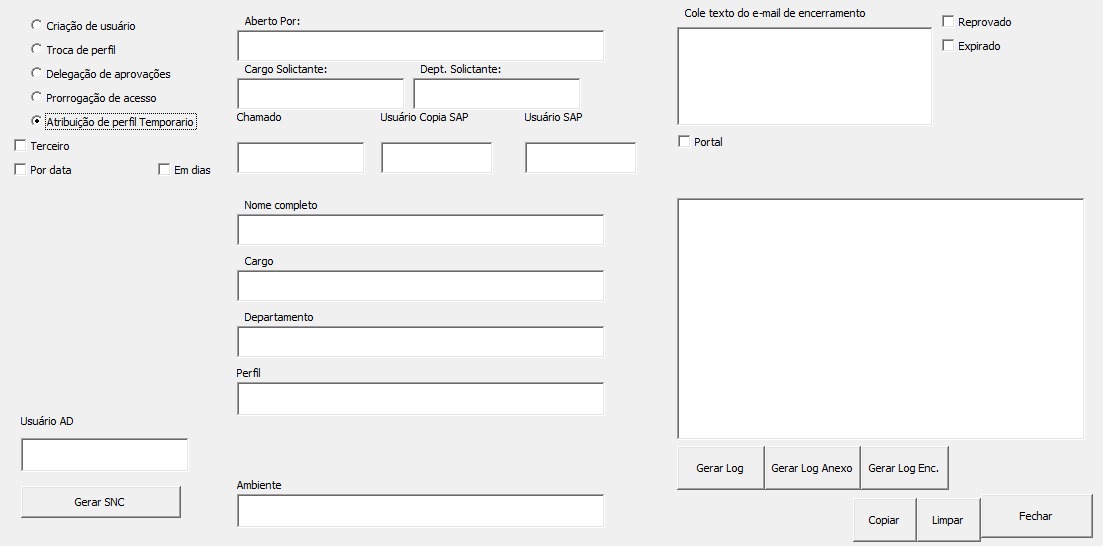 Criação de usuário
Troca de perfil
Delegação de aprovações
Prorrogação de acesso
Atribuição de perfil Temporario
Terceiro
Por data
Em dias
Usuário AD
Gerar SNC
Aberto Por:
Cargo Solictante:
Dept. Solictante:
Chamado
Usuário Copia SAP
Usuário SAP
Nome completo
Cargo
Departamento
Perfil
Ambiente
Cole texto do e-mail de encerramento
Reprovado
Expirado
Portal
Gerar Log
Gerar Log Anexo
Gerar Log Enc.
Copiar
Limpar
Fechar